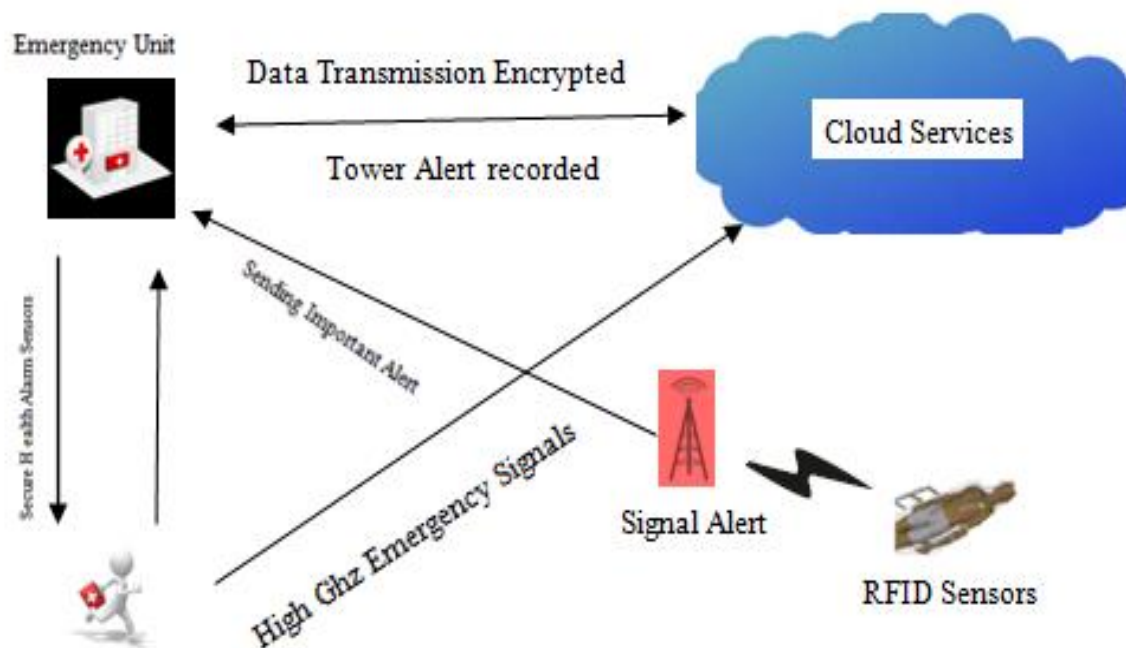 Emergency Unit
Data Transmission Encrypted
Cloud Services
Tower Alert recorded
Sending Important Alert
Secure H ealth Alarm Sensors
High Ghz Emergency Signals
Signal Alert
RFID Sensors